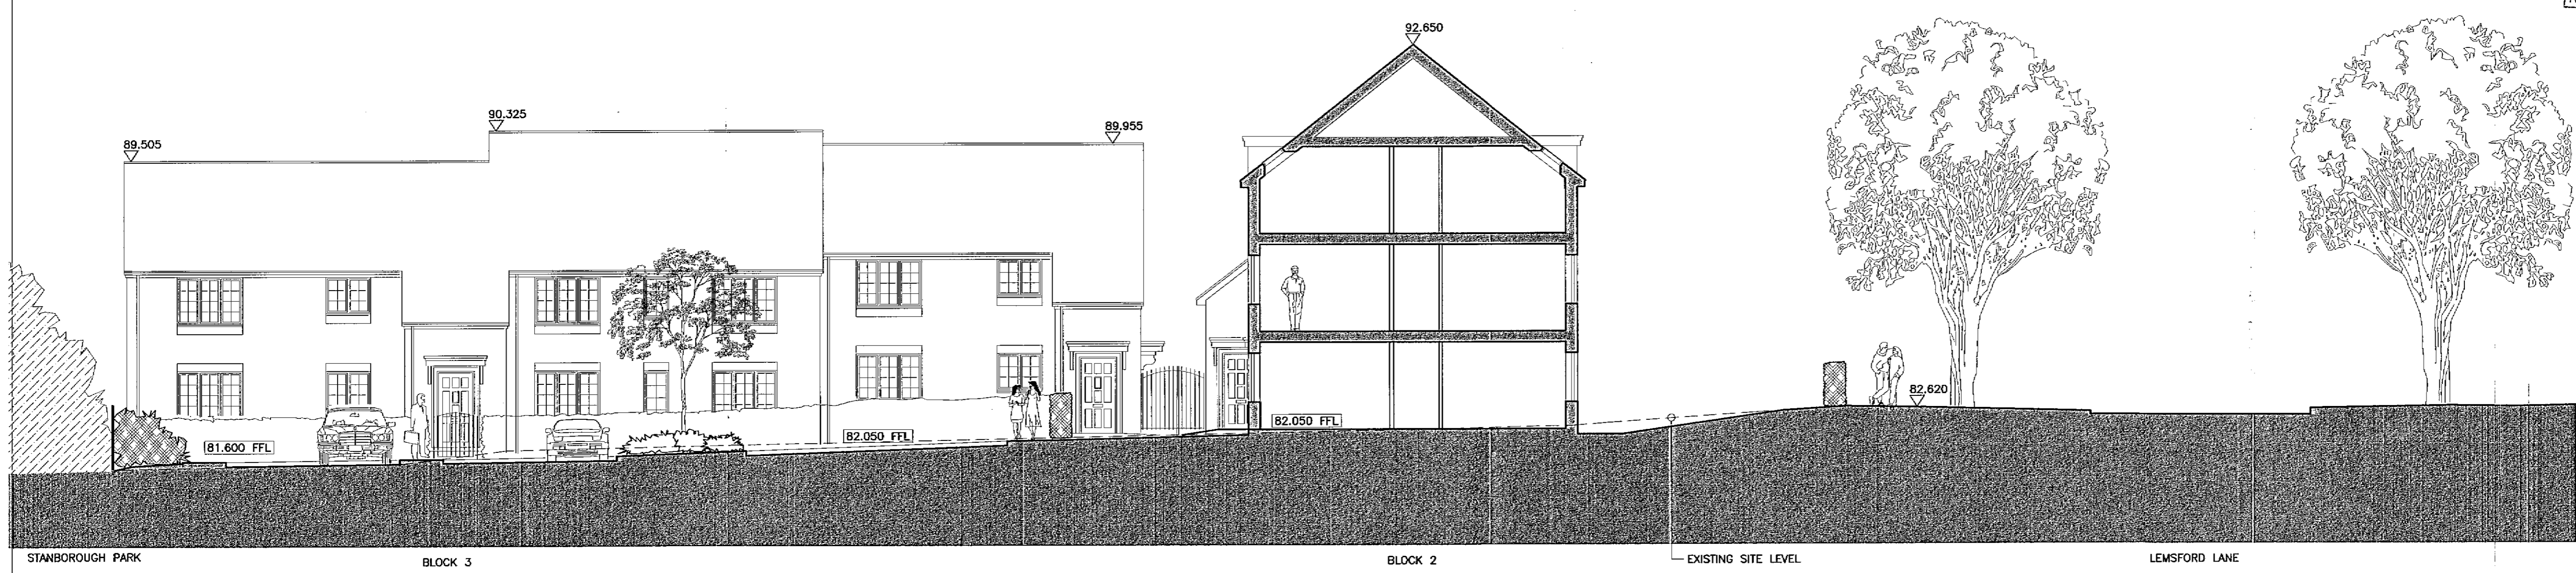 92.650
90.325
89.955
89.505
82.620
82.050 FFL
82.050 FFL
81.600 FFL
STANBOROUGH PARK
BLOCK 3
BLOCK 2
EXISTING SITE LEVEL
LEMSFORD LANE